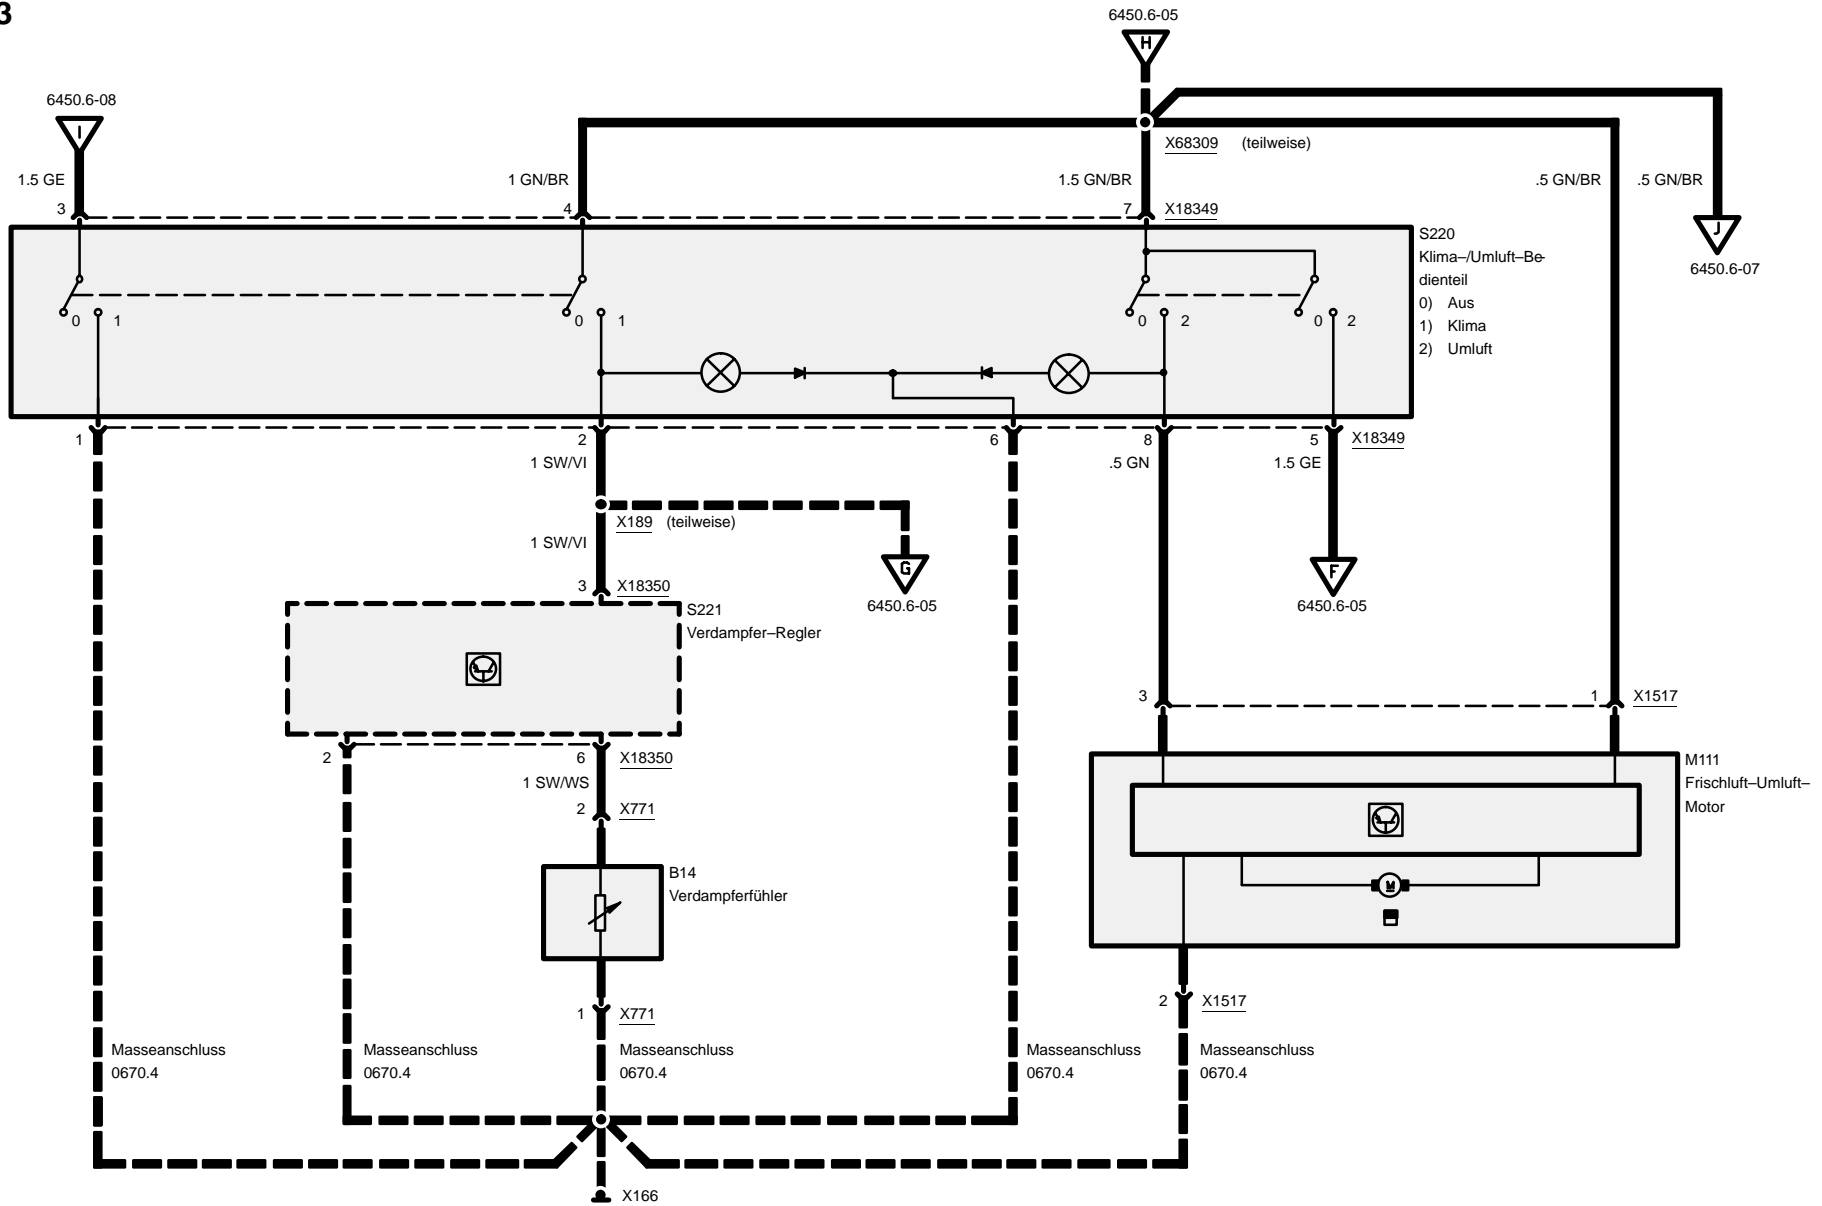 3
6450.6-05
H
6450.6-08
I
X68309 (teilweise)
1.5 GE
1 GN/BR
1.5 GN/BR
.5 GN/BR
.5 GN/BR
3
4
7
X18349
J
6450.6-07
S220
Klima–/Umluft–Be-
dienteil
0) Aus
1) Klima
2) Umluft
0 1
0 1
0 2
0 2
1
2
6
8
5
X18349
1 SW/VI
.5 GN
1.5 GE
X189 (teilweise)
1 SW/VI
G
6450.6-05
F
6450.6-05
3
X18350
S221
Verdampfer–Regler
3
1
X1517
2
6
X18350
1 SW/WS
2
X771
M111
Frischluft–Umluft–
Motor
M
B14
Verdampferfühler
1
X771
2
X1517
Masseanschluss
0670.4
Masseanschluss
0670.4
Masseanschluss
0670.4
Masseanschluss
0670.4
Masseanschluss
0670.4
X166